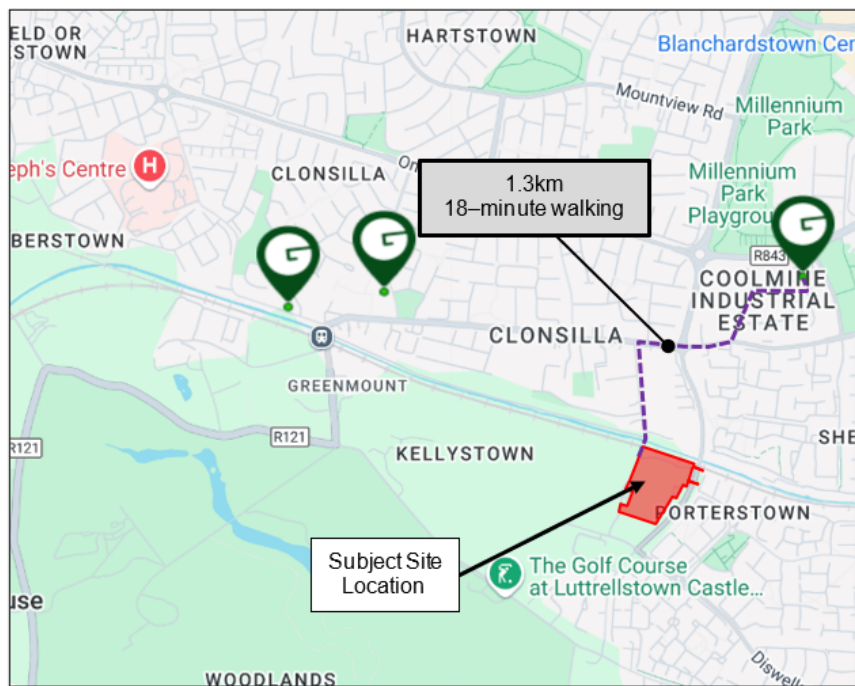 ELD OR
STOWN
HARTSTOWN
Blanchardstown Cen
Mountview Rd
Millennium
Park
eph's Centre
H
CLONSILLA
On
1.3km
18–minute walking
Millennium
Park
Playgrou
BERSTOWN
G
G
G
R843
COOLMINE
INDUSTRIAL
ESTATE
CLONSILLA
GREENMOUNT
R121
R121
KELLYSTOWN
SHE
PORTERSTOWN
Subject Site
Location
The Golf Course
at Luttrellstown Castle...
use
WOODLANDS
Diswell